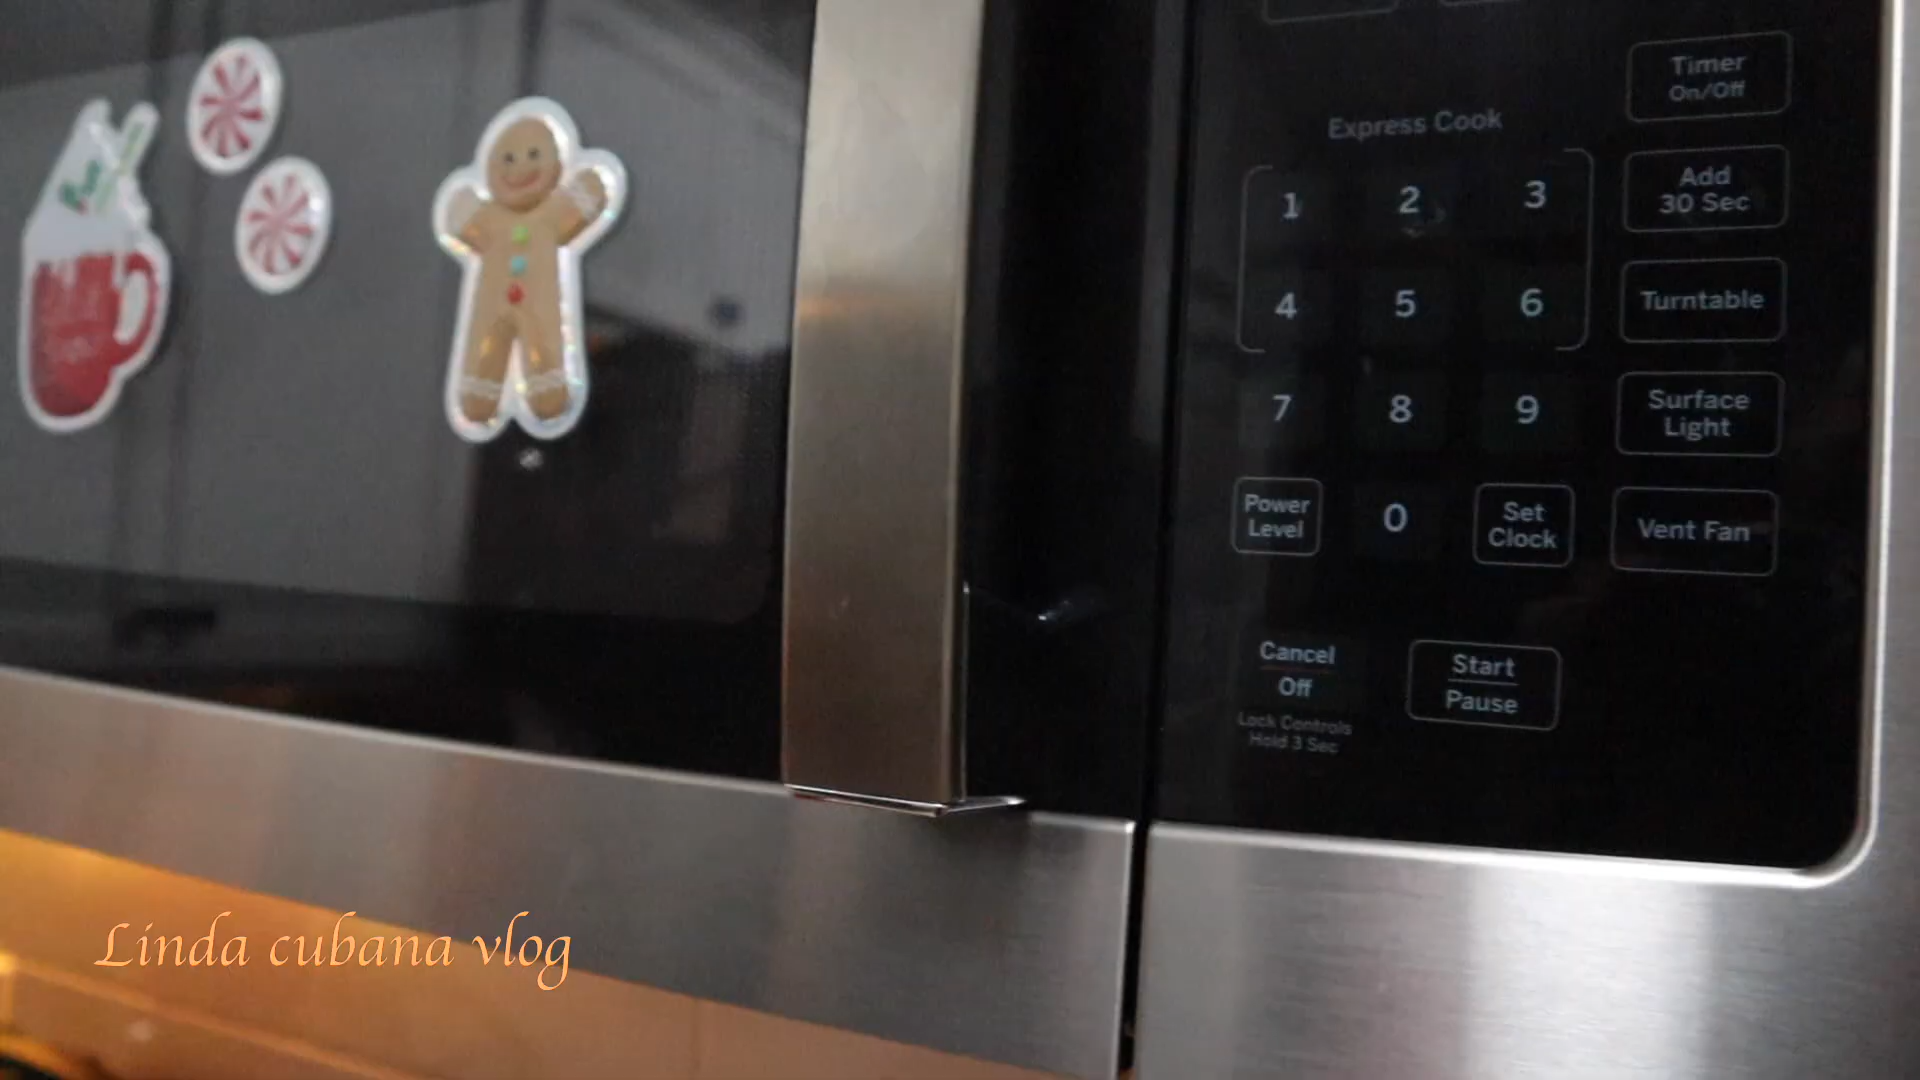 Timer
On/Off
Express Cook
1 2 3
Add
30 Sec
4 5 6
Turntable
7 8 9
Surface
Light
Power
Level
0
Set
Clock
Vent Fan
Cancel
Off
Start
Pause
Lock Controls
Hold 3 Sec
Linda cubana vlog